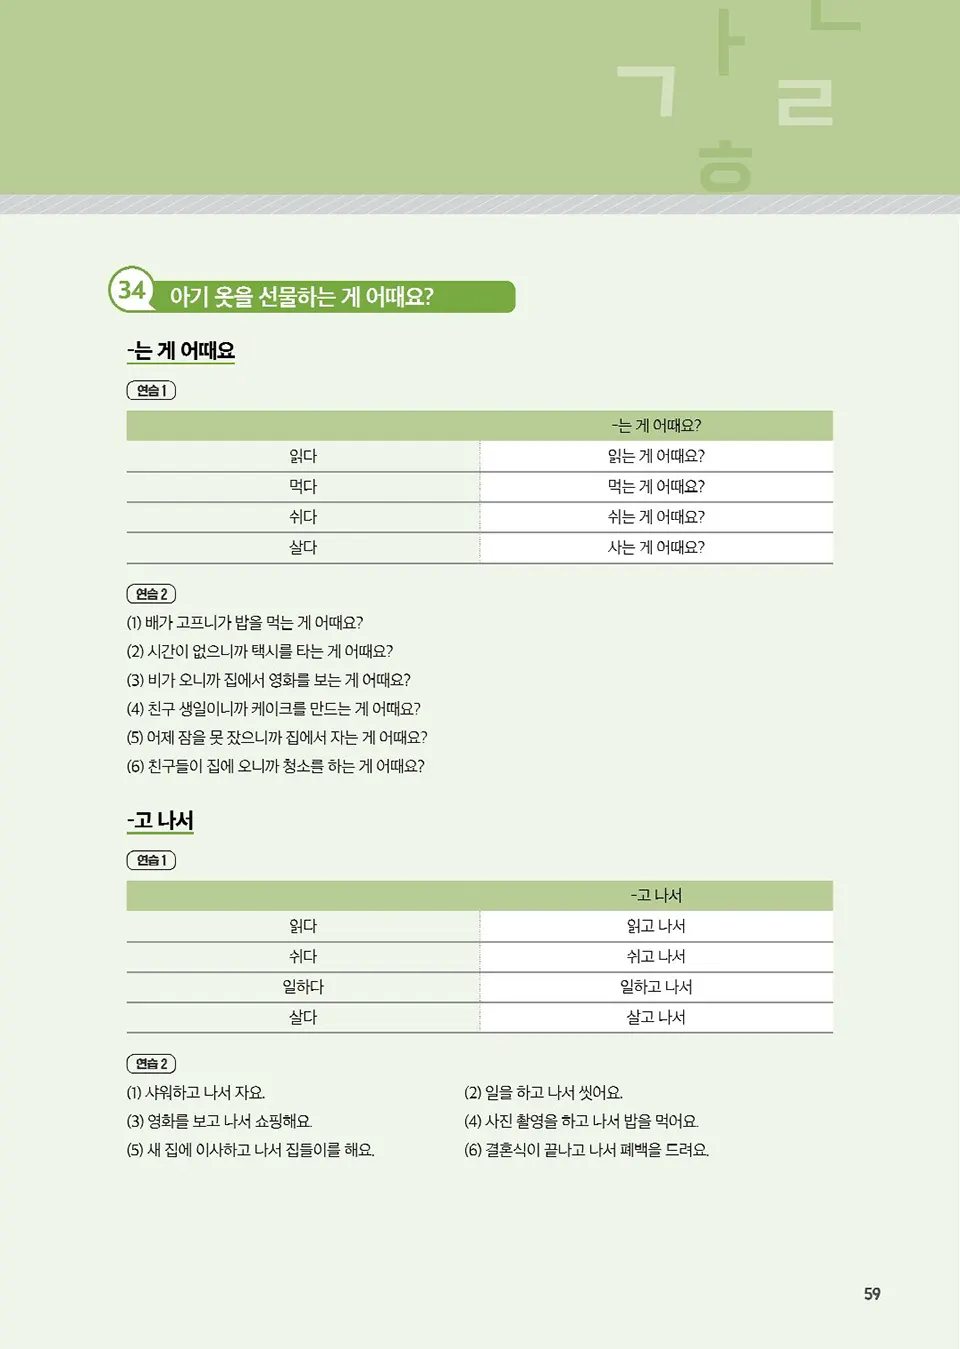 34 아기 옷을 선물하는 게 어때요?
-는 게 어때요
연습 1
-는 게 어때요?
읽다 읽는 게 어때요?
먹다 먹는 게 어때요?
쉬다 쉬는 게 어때요?
살다 사는 게 어때요?
연습 2
(1) 배가 고프니가 밥을 먹는 게 어때요?
(2) 시간이 없으니까 택시를 타는 게 어때요?
(3) 비가 오니까 집에서 영화를 보는 게 어때요?
(4) 친구 생일이니까 케이크를 만드는 게 어때요?
(5) 어제 잠을 못 잤으니까 집에서 자는 게 어때요?
(6) 친구들이 집에 오니까 청소를 하는 게 어때요?
-고 나서
연습 1
-고 나서
읽다 읽고 나서
쉬다 쉬고 나서
일하다 일하고 나서
살다 살고 나서
연습 2
(1) 샤워하고 나서 자요. (2) 일을 하고 나서 씻어요.
(3) 영화를 보고 나서 쇼핑해요. (4) 사진 촬영을 하고 나서 밥을 먹어요.
(5) 새 집에 이사하고 나서 집들이를 해요. (6) 결혼식이 끝나고 나서 폐백을 드려요.
59